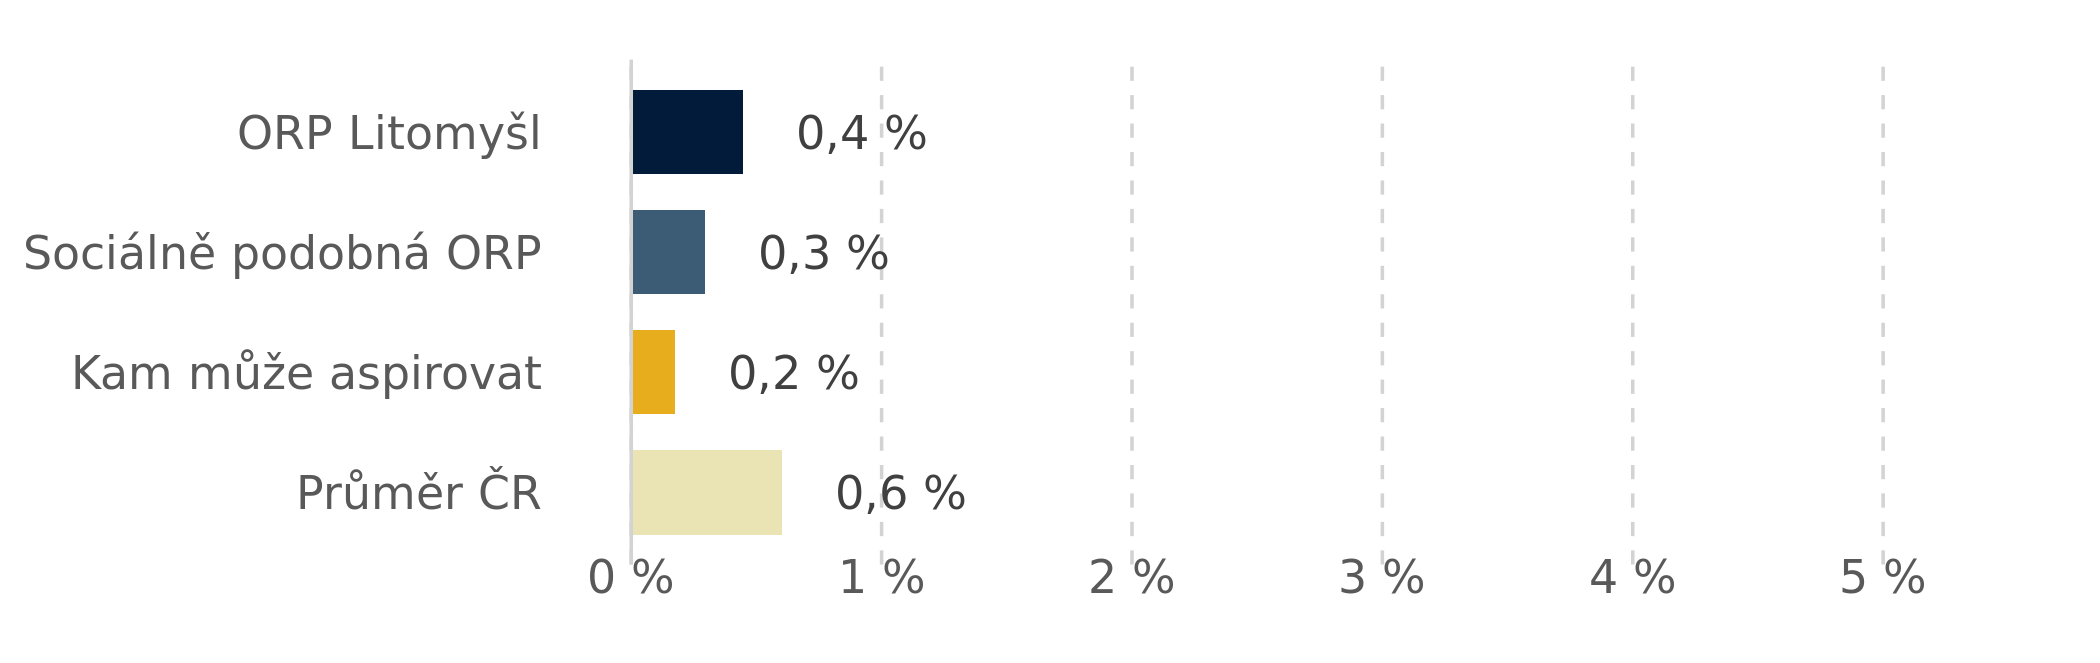 ORP Litomyšl 0,4 %
Sociálně podobná ORP 0,3 %
Kam může aspirovat 0,2 %
Průměr ČR 0,6 %
0 % 1 % 2 % 3 % 4 % 5 %